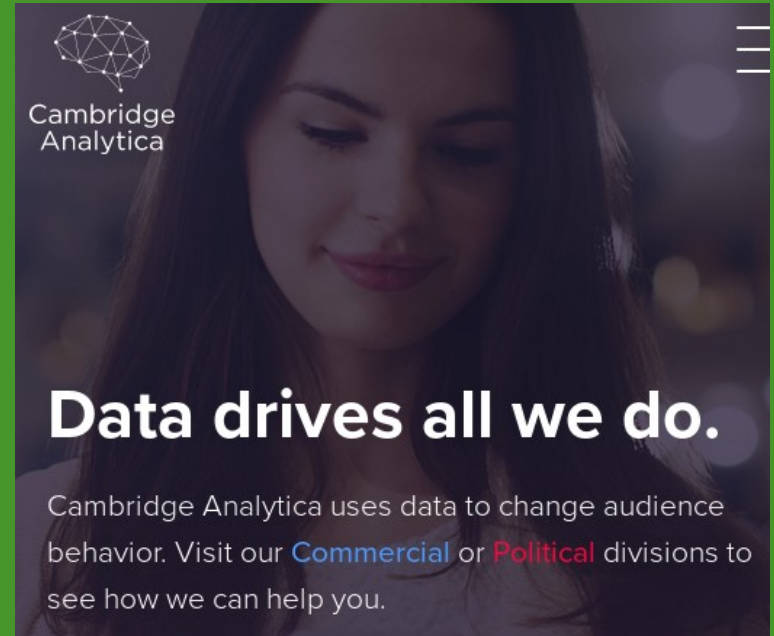 Cambridge
Analytica
Data drives all we do.
Cambridge Analytica uses data to change audience
behavior. Visit our Commercial or Political divisions to
see how we can help you.